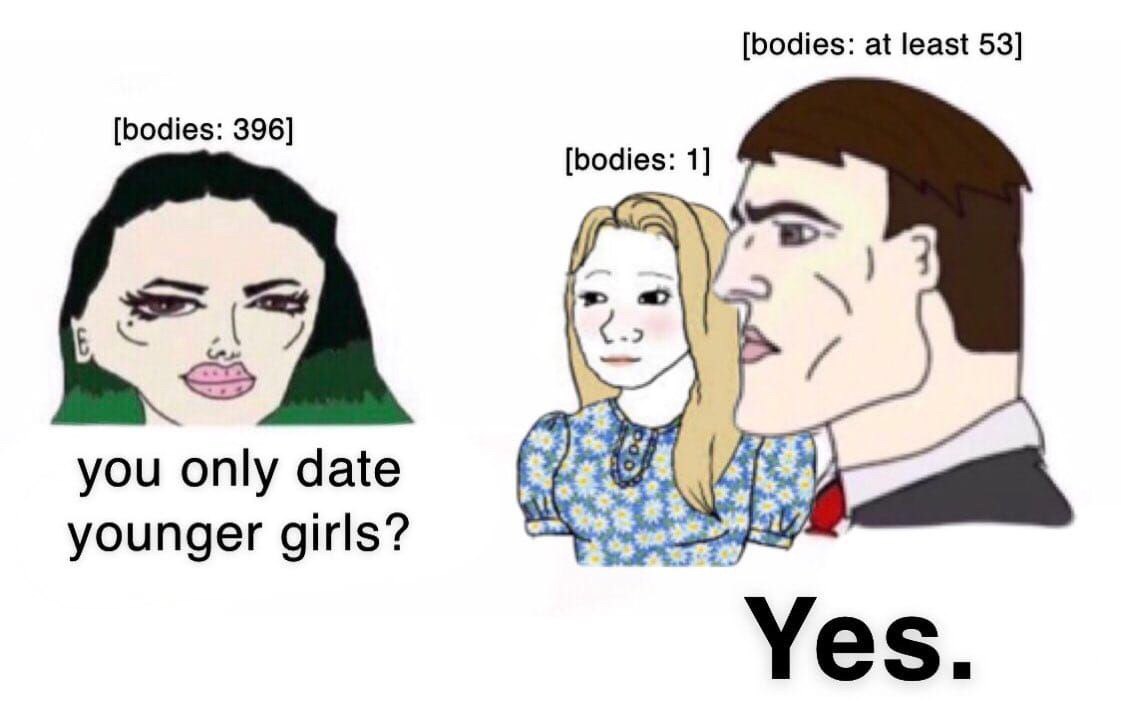 [bodies: at least 53]
[bodies: 396]
[bodies: 1]
you only date
younger girls?
Yes.